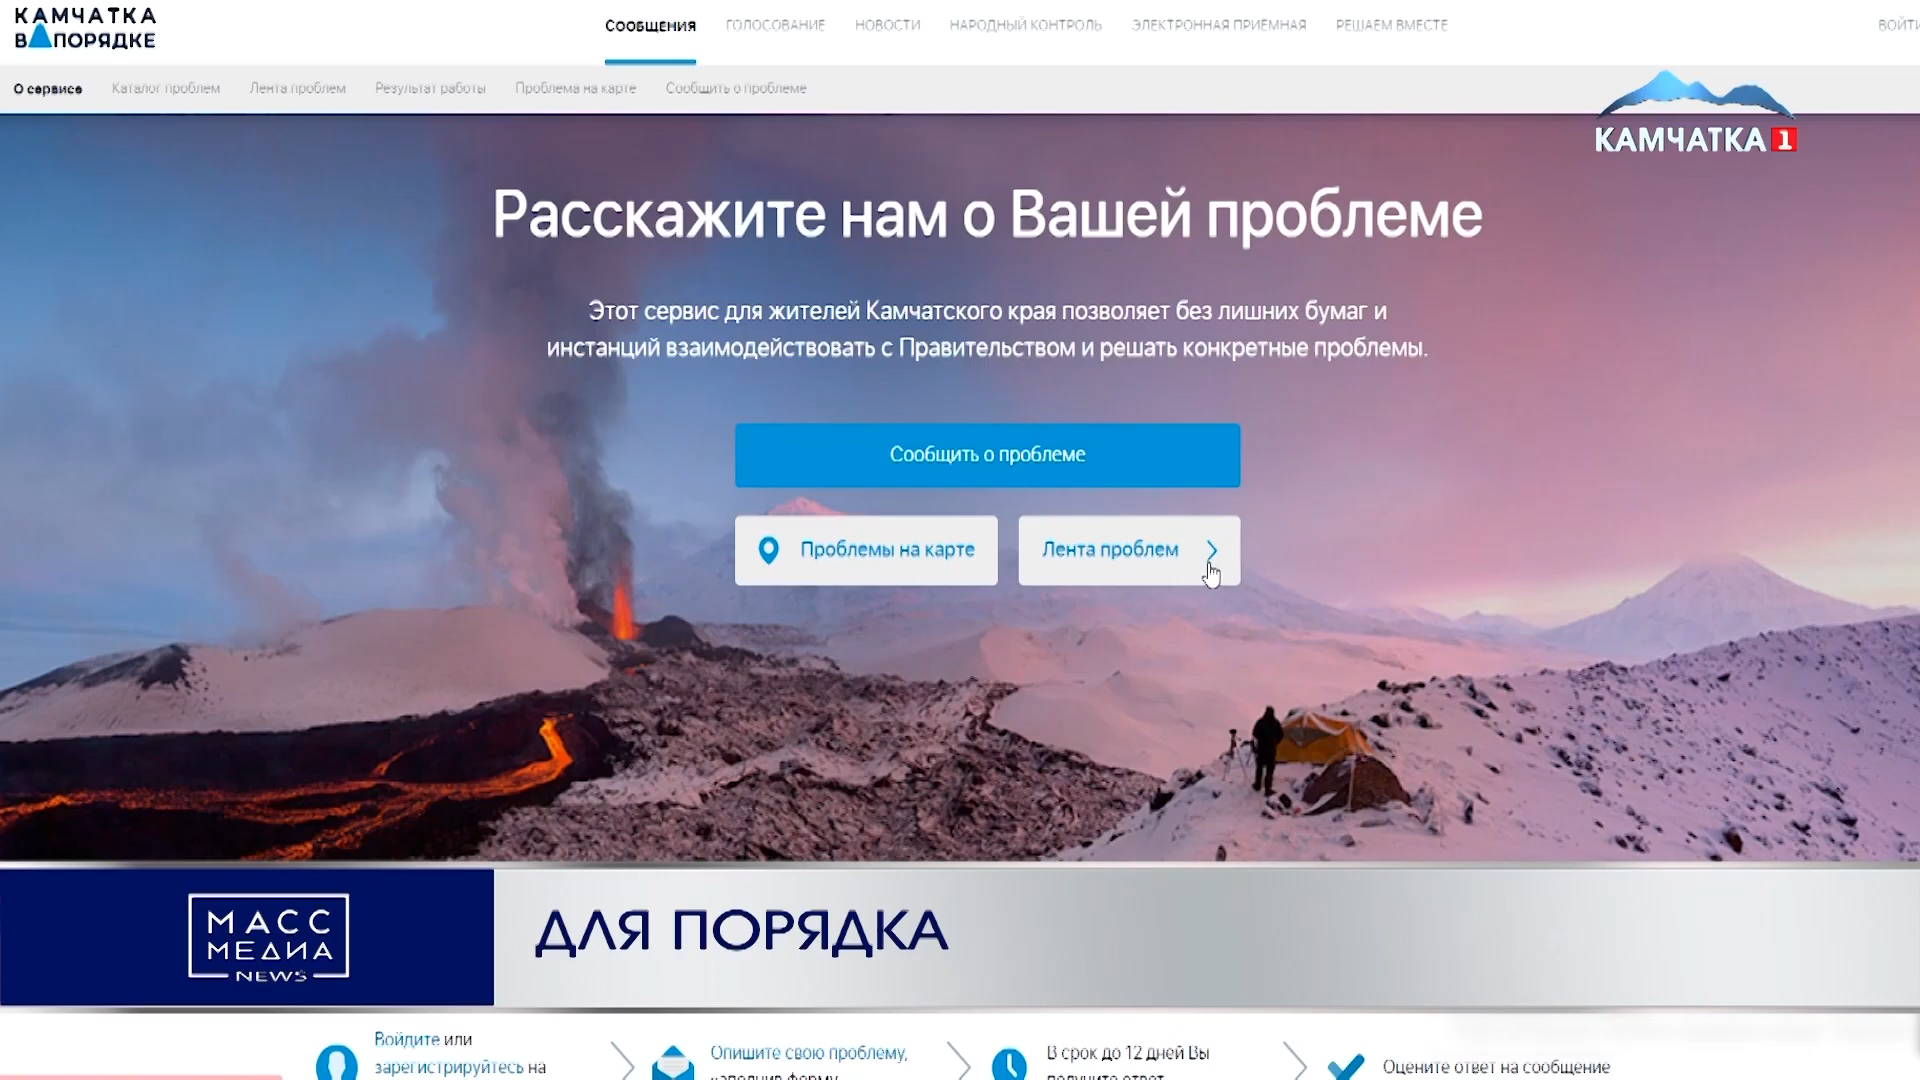 КАМЧАТКА
В ПОРЯДКЕ
СООБЩЕНИЯ ГОЛОСОВАНИЕ НОВОСТИ НАРОДНЫЙ КОНТРОЛЬ ЭЛЕКТРОННАЯ ПРИЁМНАЯ РЕШАЕМ ВМЕСТЕ
О сервисе Каталог проблем Лента проблем Результат работы Проблема на карте Сообщить о проблеме
КАМЧАТКА 1
Расскажите нам о Вашей проблеме
Этот сервис для жителей Камчатского края позволяет без лишних бумаг и
инстанций взаимодействовать с Правительством и решать конкретные проблемы.
Сообщить о проблеме
Проблемы на карте Лента проблем
МАСС
МЕДИА
NEWS
ДЛЯ ПОРЯДКА
Войдите или
зарегистрируйтесь на
Опишите свою проблему,
В срок до 12 дней Вы
Оцените ответ на сообщение